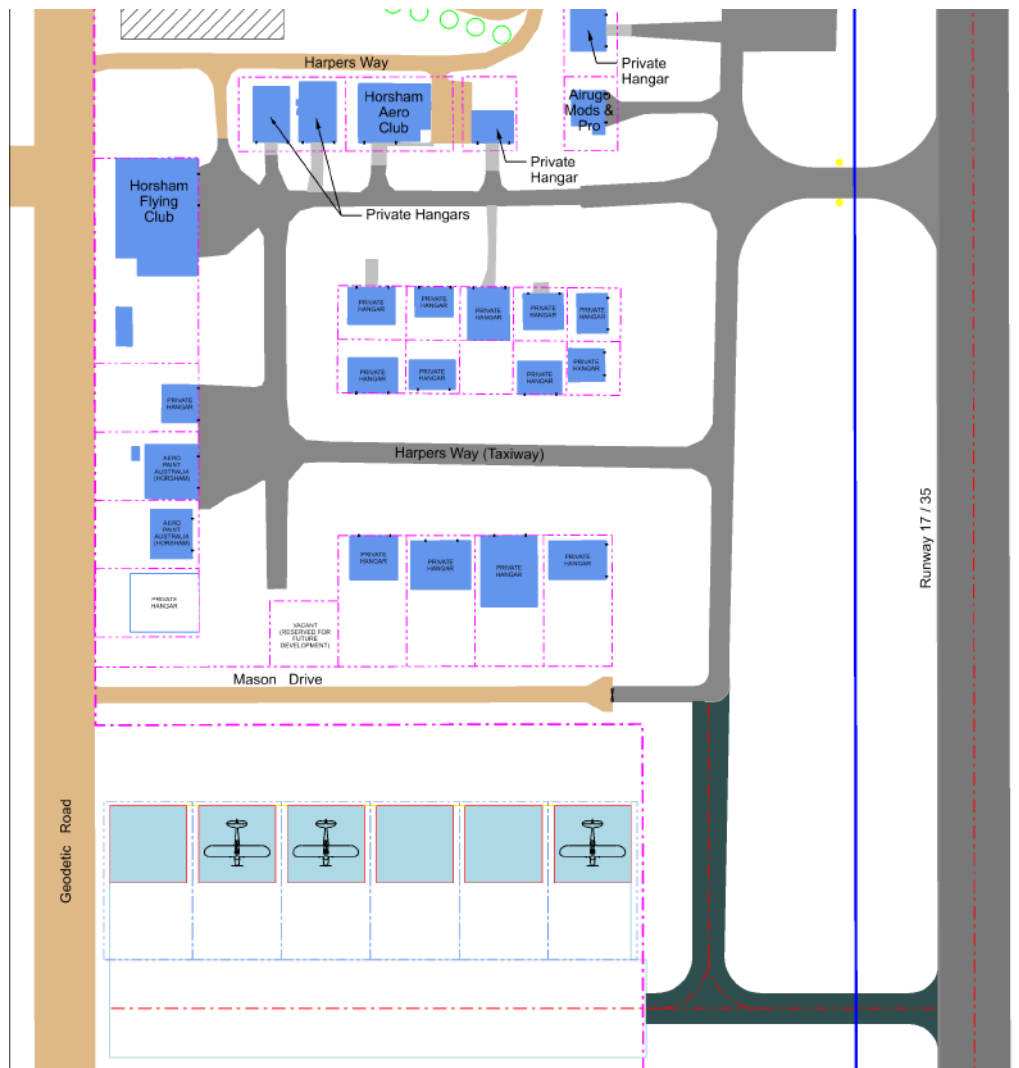 Harpers Way
Private
Hangar
Horsham
Aero
Club
Airugo
Mods &
Pro
Private
Hangar
Horsham
Flying
Club
Private Hangars
PRIVATE
HANGAR
PRIVATE
HANGAR
PRIVATE
HANGAR
PRIVATE
HANGAR
PRIVATE
HANGAR
PRIVATE
HANGAR
PRIVATE
HANGAR
PRIVATE
HANGAR
PRIVATE
HANGAR
PRIVATE
HANGAR
Harpers Way (Taxiway)
AERO
PAINT
AUSTRALIA
(HORSHAM)
AERO
PAINT
AUSTRALIA
(HORSHAM)
Runway 17 / 35
PRIVATE
HANGAR
PRIVATE
HANGAR
PRIVATE
HANGAR
PRIVATE
HANGAR
PRIVATE
HANGAR
VACANT
(RESERVED FOR
FUTURE
DEVELOPMENT)
Mason Drive
Geodetic Road